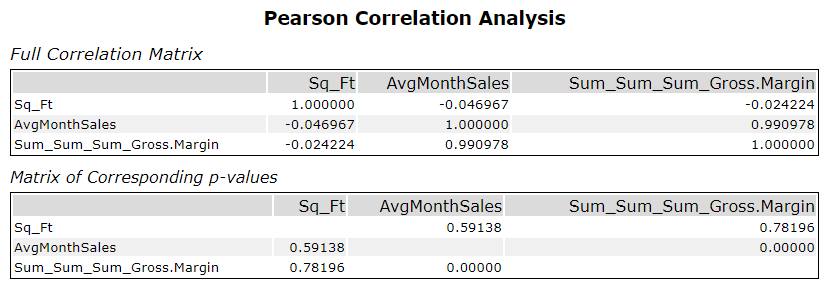 Pearson Correlation Analysis
Full Correlation Matrix
Sq_Ft AvgMonthSales Sum_Sum_Sum_Gross.Margin
Sq_Ft 1.000000 -0.046967 -0.024224
AvgMonthSales -0.046967 1.000000 0.990978
Sum_Sum_Sum_Gross.Margin -0.024224 0.990978 1.000000
Matrix of Corresponding p-values
Sq_Ft AvgMonthSales Sum_Sum_Sum_Gross.Margin
Sq_Ft 0.59138 0.78196
AvgMonthSales 0.59138 0.00000
Sum_Sum_Sum_Gross.Margin 0.78196 0.00000